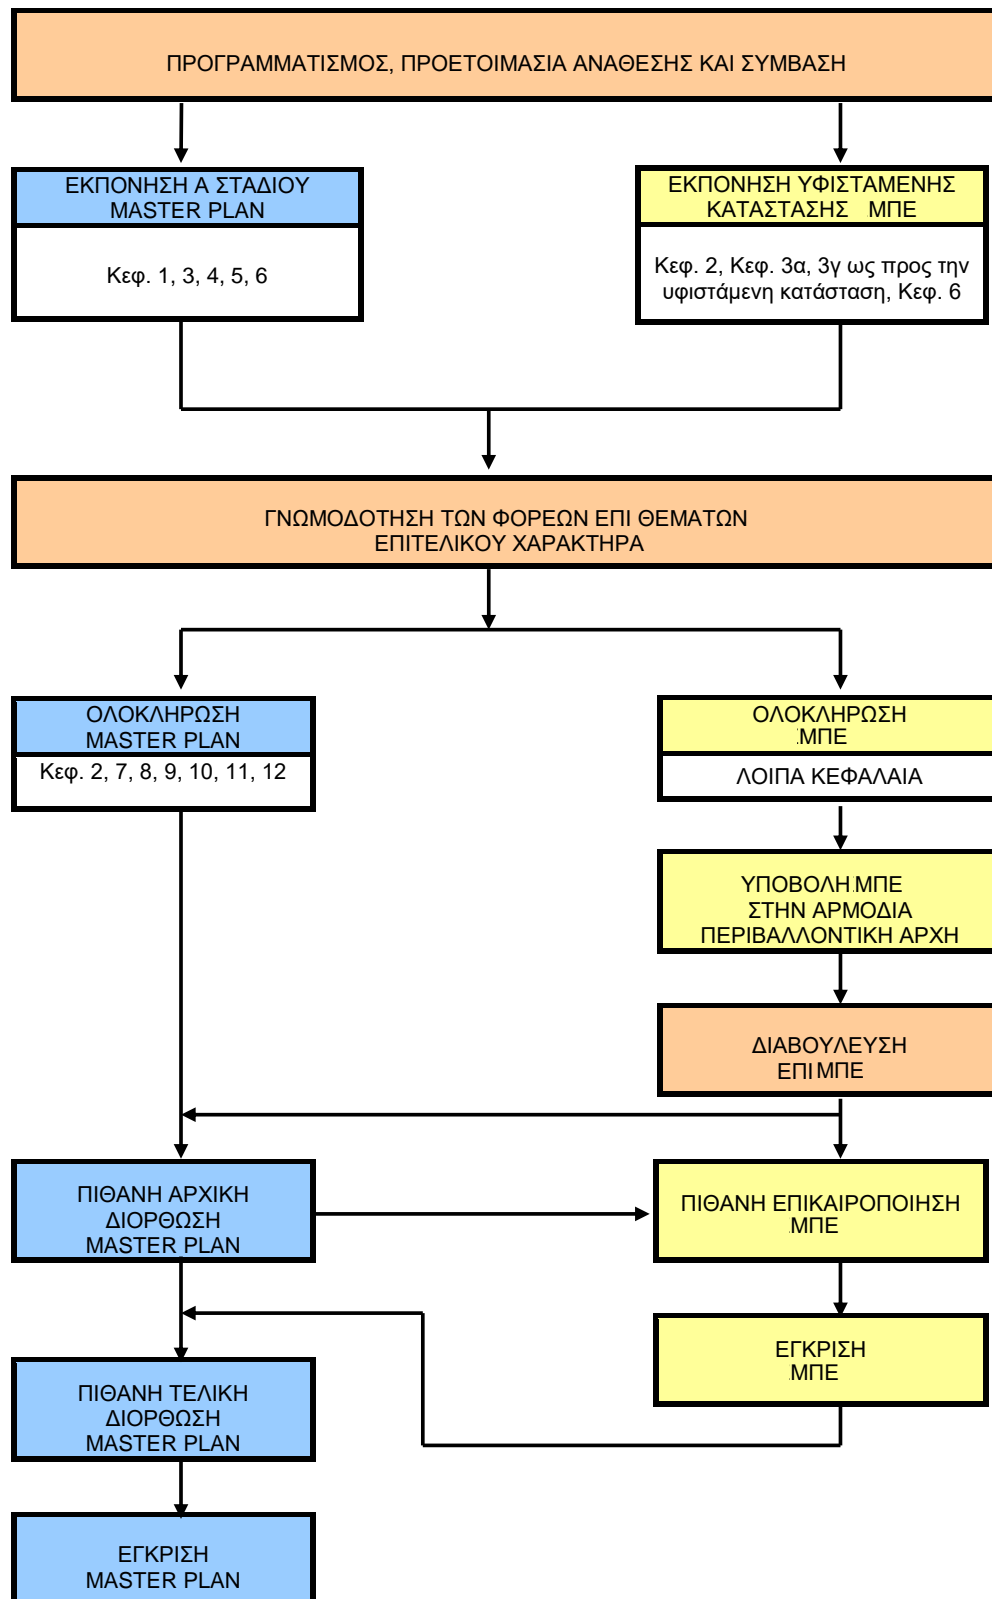 ΠΡΟΓΡΑΜΜΑΤΙΣΜΟΣ, ΠΡΟΕΤΟΙΜΑΣΙΑ ΑΝΑΘΕΣΗΣ ΚΑΙ ΣΥΜΒΑΣΗ
ΕΚΠΟΝΗΣΗ Α ΣΤΑΔΙΟΥ
MASTER PLAN
Κεφ. 1, 3, 4, 5, 6
ΕΚΠΟΝΗΣΗ ΥΦΙΣΤΑΜΕΝΗΣ
ΚΑΤΑΣΤΑΣΗΣ ΜΠΕ
Κεφ. 2, Κεφ. 3α, 3γ ως προς την
υφιστάμενη κατάσταση, Κεφ. 6
ΓΝΩΜΟΔΟΤΗΣΗ ΤΩΝ ΦΟΡΕΩΝ ΕΠΙ ΘΕΜΑΤΩΝ
ΕΠΙΤΕΛΙΚΟΥ ΧΑΡΑΚΤΗΡΑ
ΟΛΟΚΛΗΡΩΣΗ
MASTER PLAN
Κεφ. 2, 7, 8, 9, 10, 11, 12
ΟΛΟΚΛΗΡΩΣΗ
ΜΠΕ
ΛΟΙΠΑ ΚΕΦΑΛΑΙΑ
ΥΠΟΒΟΛΗ ΜΠΕ
ΣΤΗΝ ΑΡΜΟΔΙΑ
ΠΕΡΙΒΑΛΛΟΝΤΙΚΗ ΑΡΧΗ
ΔΙΑΒΟΥΛΕΥΣΗ
ΕΠΙ ΜΠΕ
ΠΙΘΑΝΗ ΑΡΧΙΚΗ
ΔΙΟΡΘΩΣΗ
MASTER PLAN
ΠΙΘΑΝΗ ΕΠΙΚΑΙΡΟΠΟΙΗΣΗ
ΜΠΕ
ΕΓΚΡΙΣΗ
ΜΠΕ
ΠΙΘΑΝΗ ΤΕΛΙΚΗ
ΔΙΟΡΘΩΣΗ
MASTER PLAN
ΕΓΚΡΙΣΗ
MASTER PLAN